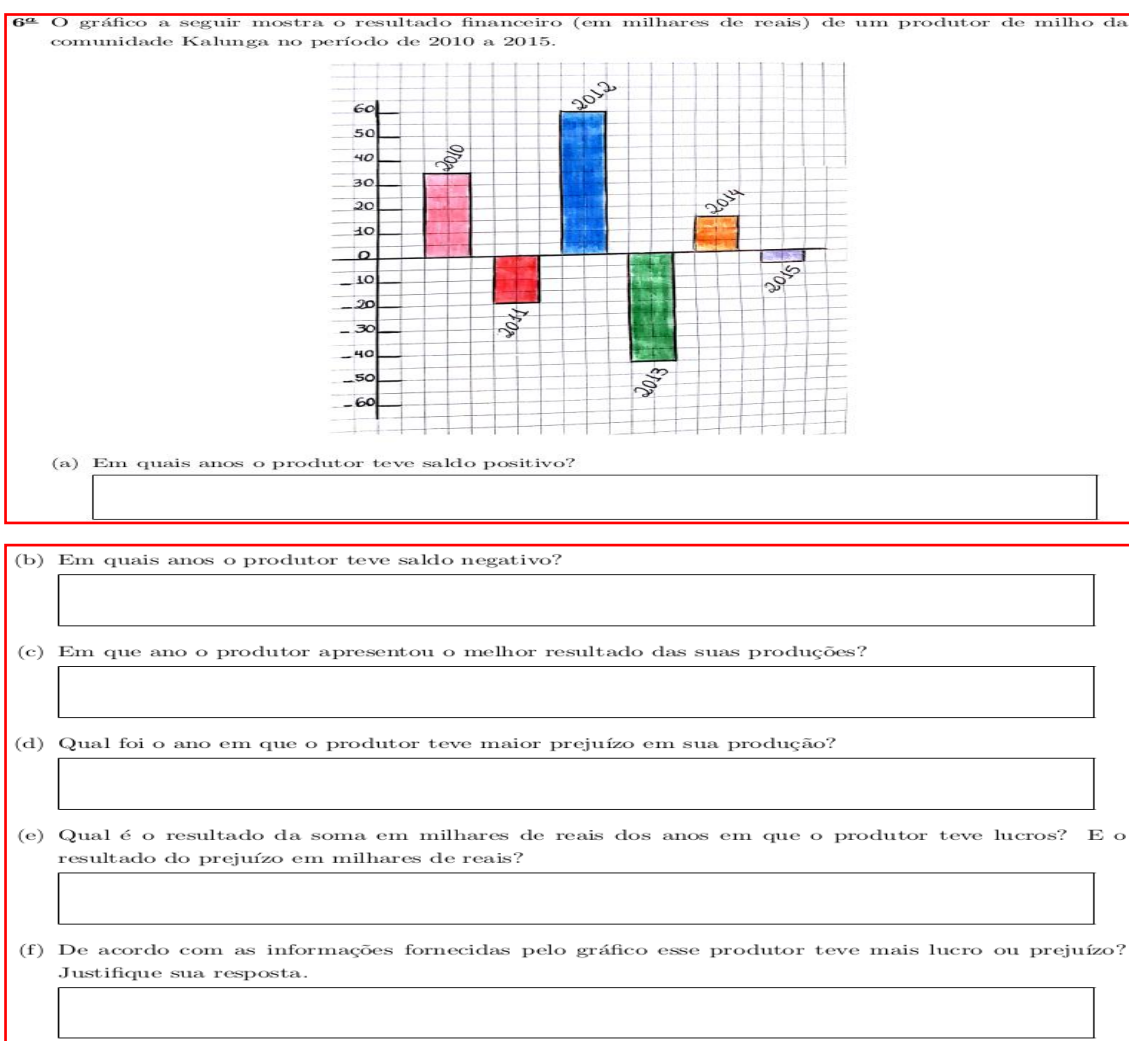 6ª O gráfico a seguir mostra o resultado financeiro (em milhares de reais) de um produtor de milho da
comunidade Kalunga no período de 2010 a 2015.
60
50
40
30
20
10
0
-10
-20
-30
-40
-50
-60
2010
2011
2012
2013
2014
2015
(a) Em quais anos o produtor teve saldo positivo?
(b) Em quais anos o produtor teve saldo negativo?
(c) Em que ano o produtor apresentou o melhor resultado das suas produções?
(d) Qual foi o ano em que o produtor teve maior prejuízo em sua produção?
(e) Qual é o resultado da soma em milhares de reais dos anos em que o produtor teve lucros? E o
resultado do prejuízo em milhares de reais?
(f) De acordo com as informações fornecidas pelo gráfico esse produtor teve mais lucro ou prejuízo?
Justifique sua resposta.